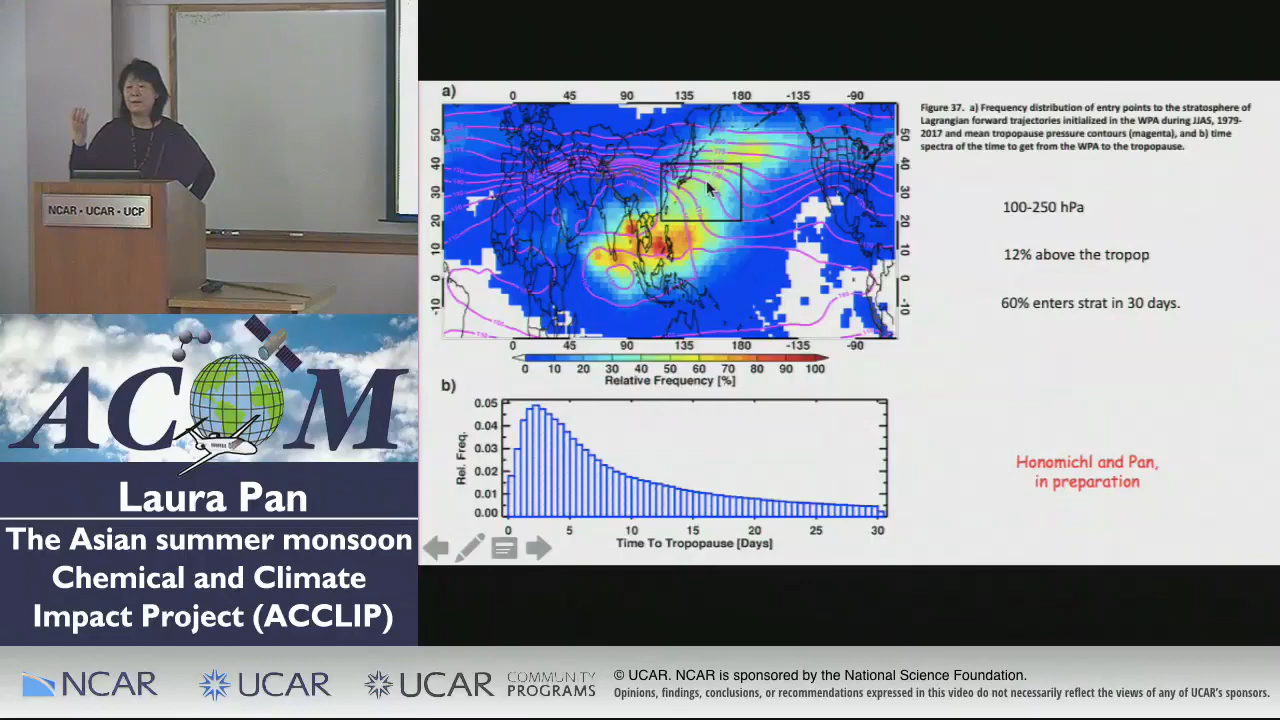 NCAR • UCAR • UCP
ACOM
Laura Pan
The Asian summer monsoon
Chemical and Climate
Impact Project (ACCLIP)
a)
0 45 90 135 180 -135 -90
50 40 30 20 10 0 -10
50 40 30 20 10 0 -10
0 45 90 135 180 -135 -90
0 10 20 30 40 50 60 70 80 90 100
Relative Frequency [%]
b)
0.05
0.04
0.03
0.02
0.01
0.00
Rel. Freq.
0 5 10 15 20 25 30
Time To Tropopause [Days]
Figure 37. a) Frequency distribution of entry points to the stratosphere of
Lagrangian forward trajectories initialized in the WPA during JJAS, 1979-
2017 and mean tropopause pressure contours (magenta), and b) time
spectra of the time to get from the WPA to the tropopause.
100-250 hPa
12% above the tropop
60% enters strat in 30 days.
Honomichl and Pan,
in preparation
NCAR
UCAR
UCAR COMMUNITY
PROGRAMS
© UCAR. NCAR is sponsored by the National Science Foundation.
Opinions, findings, conclusions, or recommendations expressed in this video do not necessarily reflect the views of any of UCAR's sponsors.